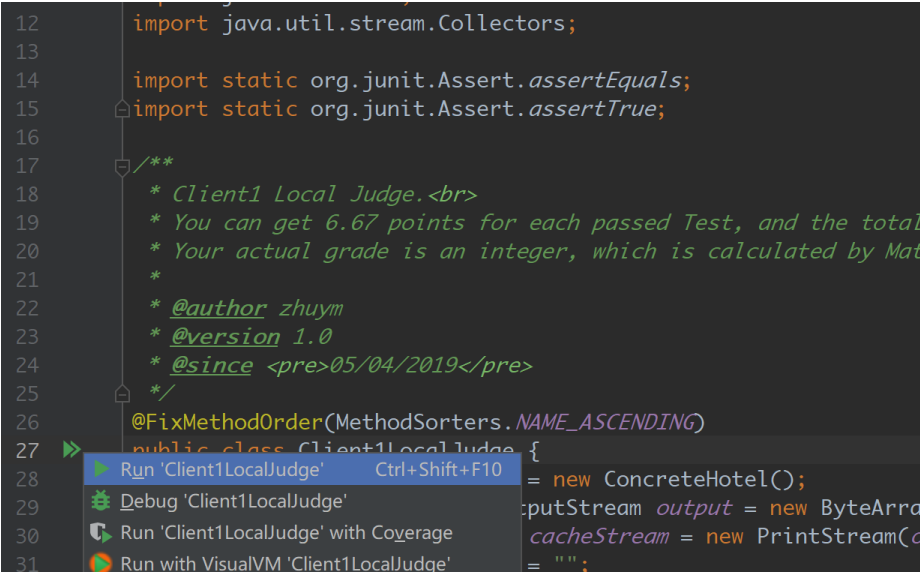 12 import java.util.stream.Collectors;
13
14 import static org.junit.Assert.assertEquals;
15 import static org.junit.Assert.assertTrue;
16
17 /**
18 * Client1 Local Judge.<br>
19 * You can get 6.67 points for each passed Test, and the total
20 * Your actual grade is an integer, which is calculated by Mat
21 *
22 * @author zhuym
23 * @version 1.0
24 * @since <pre>05/04/2019</pre>
25 */
26 @FixMethodOrder(MethodSorters.NAME_ASCENDING)
27 public class Client1LocalJudge {
Run 'Client1LocalJudge' Ctrl+Shift+F10
28 = new ConcreteHotel();
Debug 'Client1LocalJudge'
29 tputStream output = new ByteArra
Run 'Client1LocalJudge' with Coverage
30 cacheStream = new PrintStream(
Run with VisualVM 'Client1LocalJudge'
31 = "";